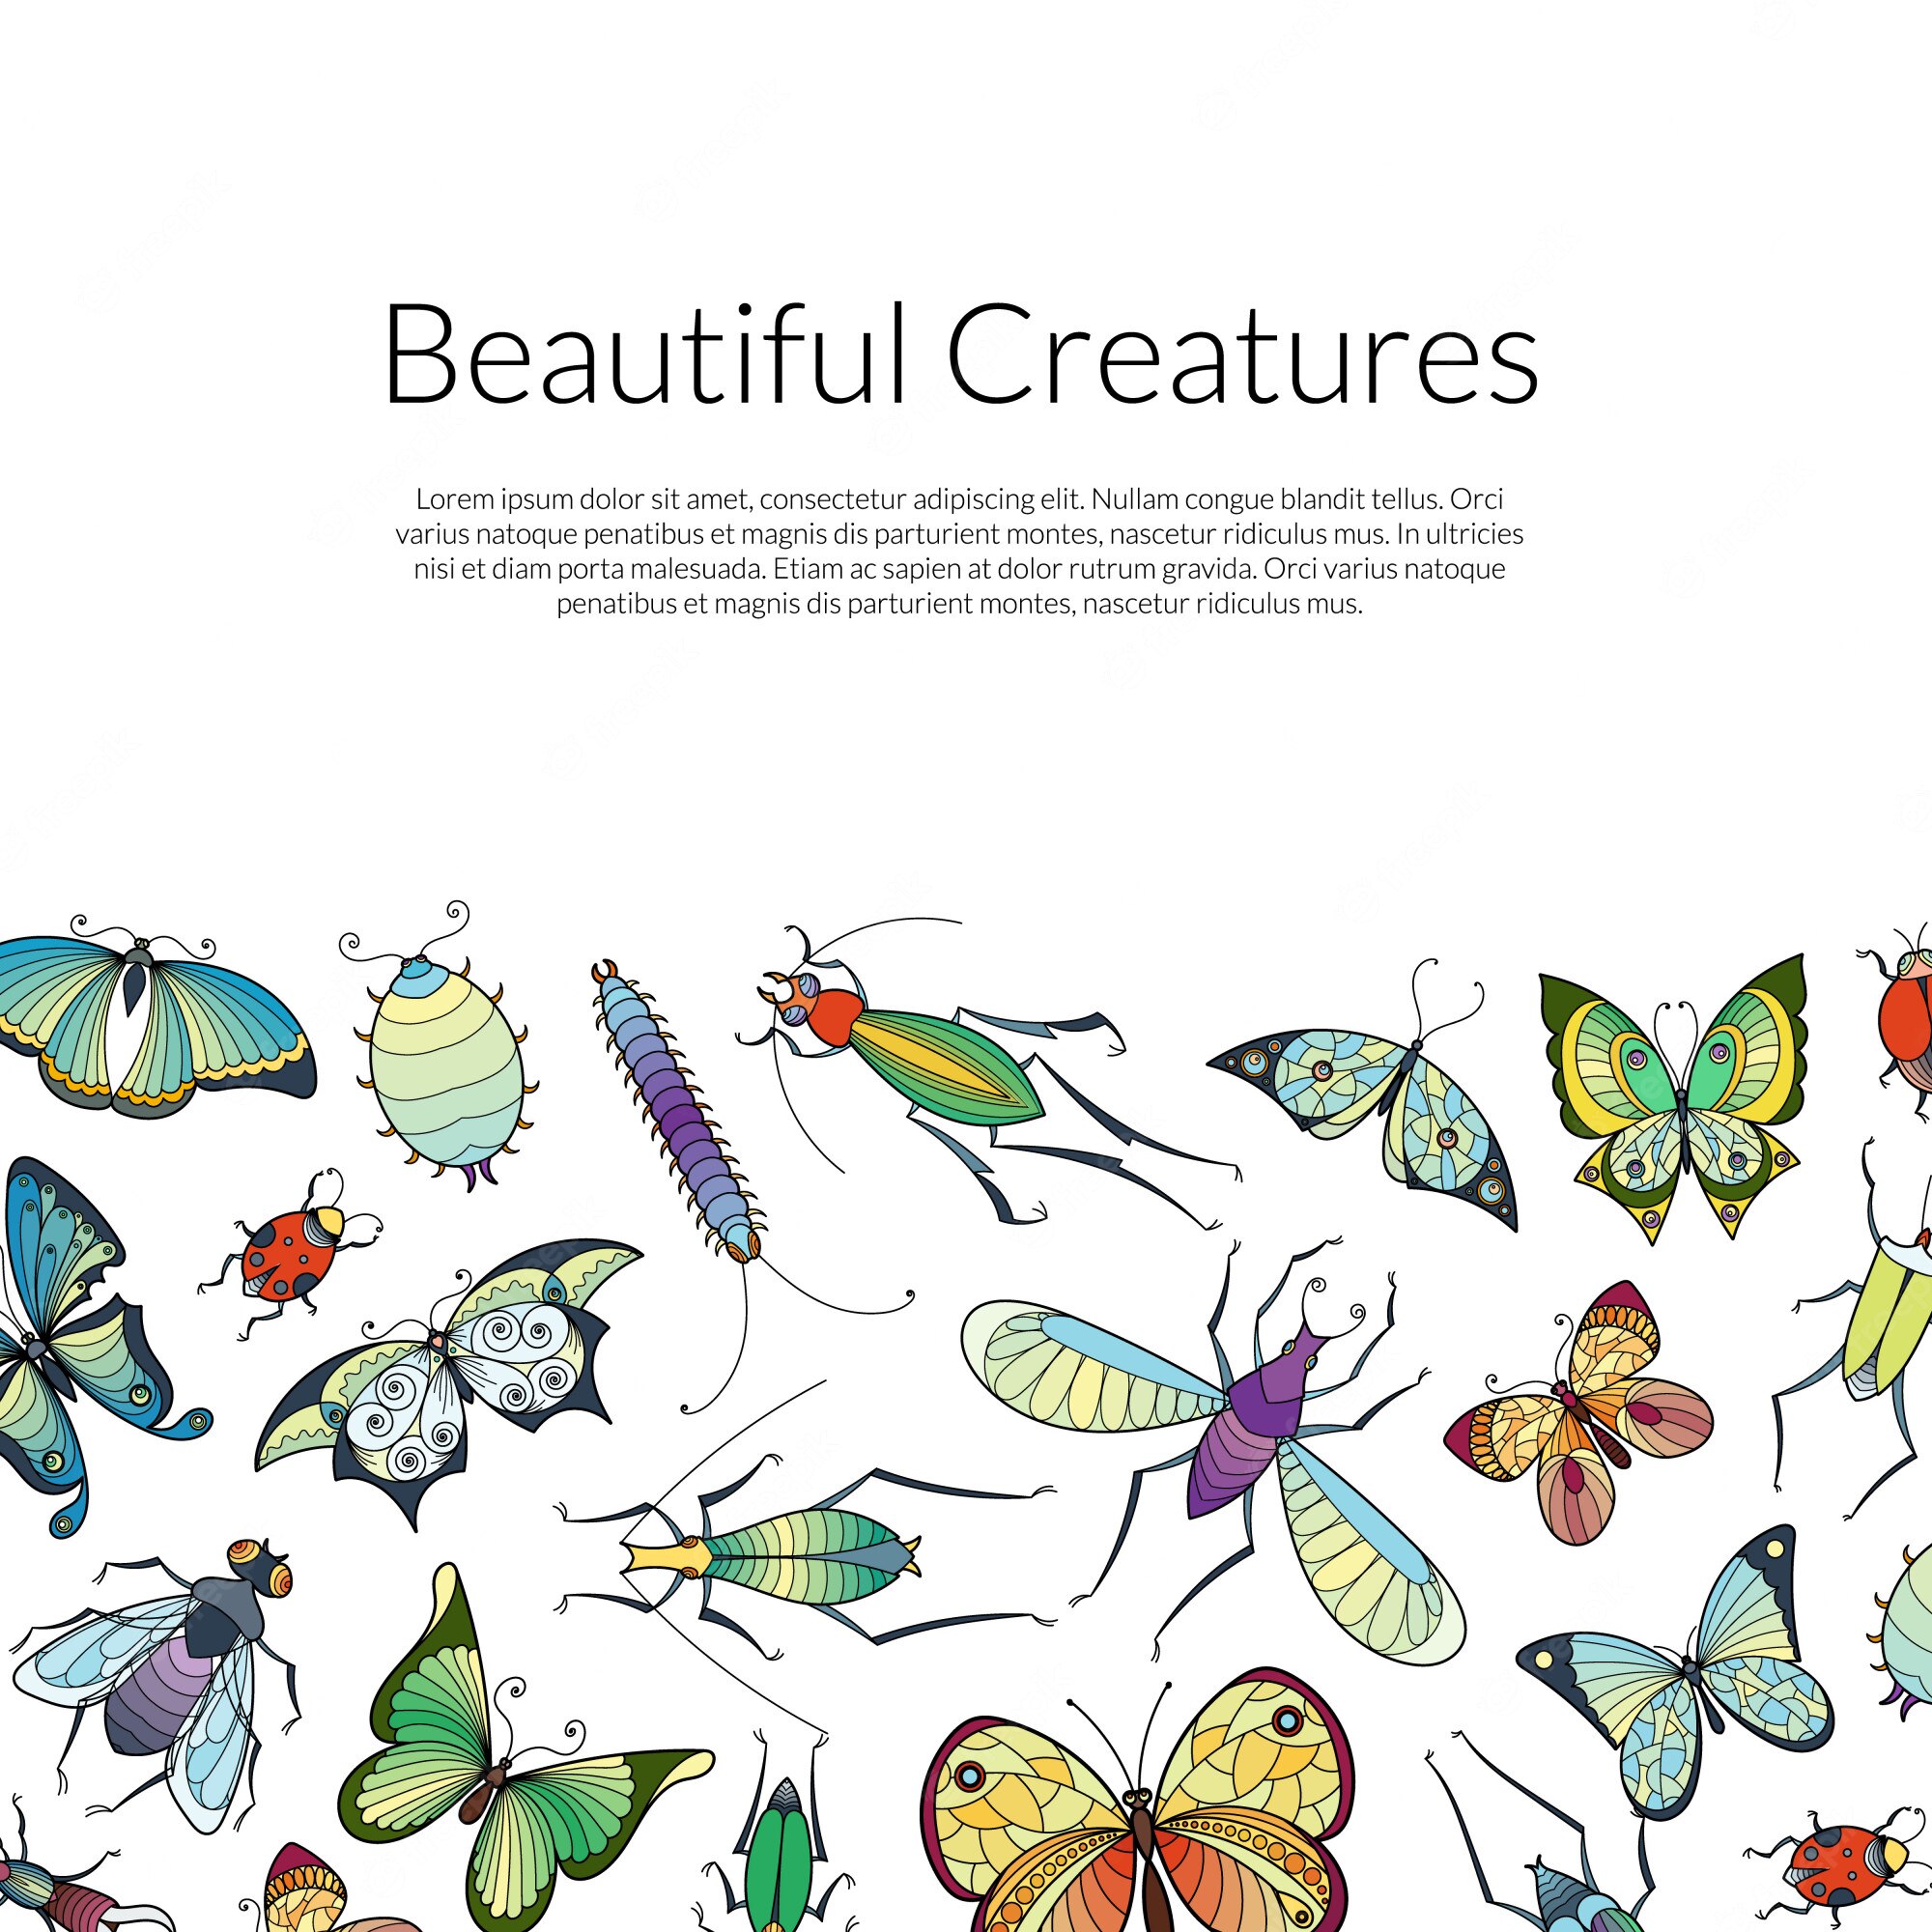 Beautiful Creatures
Lorem ipsum dolor sit amet, consectetur adipiscing elit. Nullam congue blandit tellus. Orci
varius natoque penatibus et magnis dis parturient montes, nascetur ridiculus mus. In ultricies
nisi et diam porta malesuada. Etiam ac sapien at dolor rutrum gravida. Orci varius natoque
penatibus et magnis dis parturient montes, nascetur ridiculus mus.